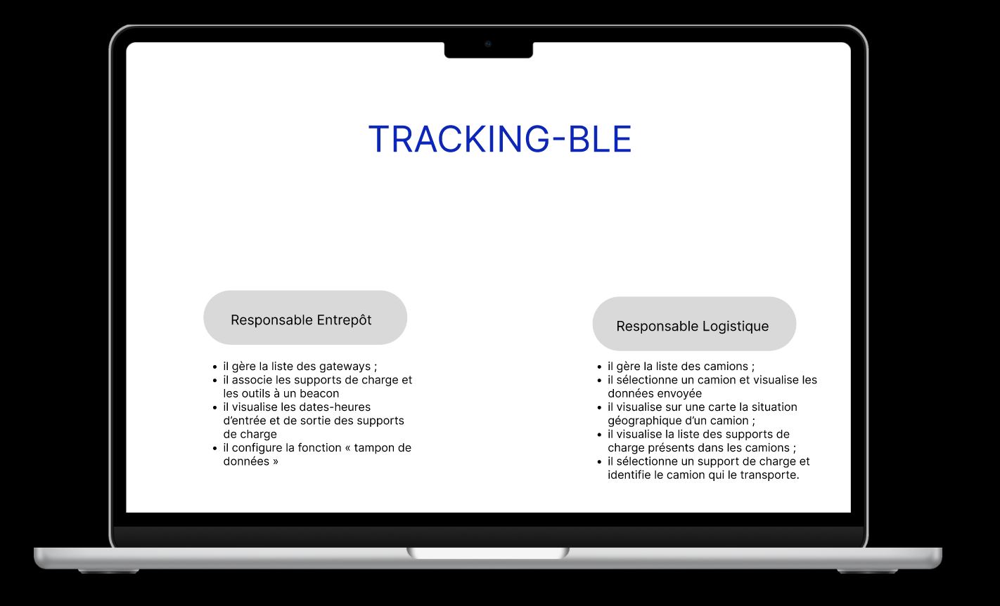 TRACKING-BLE
Responsable Entrepôt
• il gère la liste des gateways ;
• il associe les supports de charge et
les outils à un beacon
• il visualise les dates-heures
d’entrée et de sortie des supports
de charge
• il configure la fonction « tampon de
données »
Responsable Logistique
• il gère la liste des camions ;
• il sélectionne un camion et visualise les
données envoyée
• il visualise sur une carte la situation
géographique d’un camion ;
• il visualise la liste des supports de
charge présents dans les camions ;
• il sélectionne un support de charge et
identifie le camion qui le transporte.